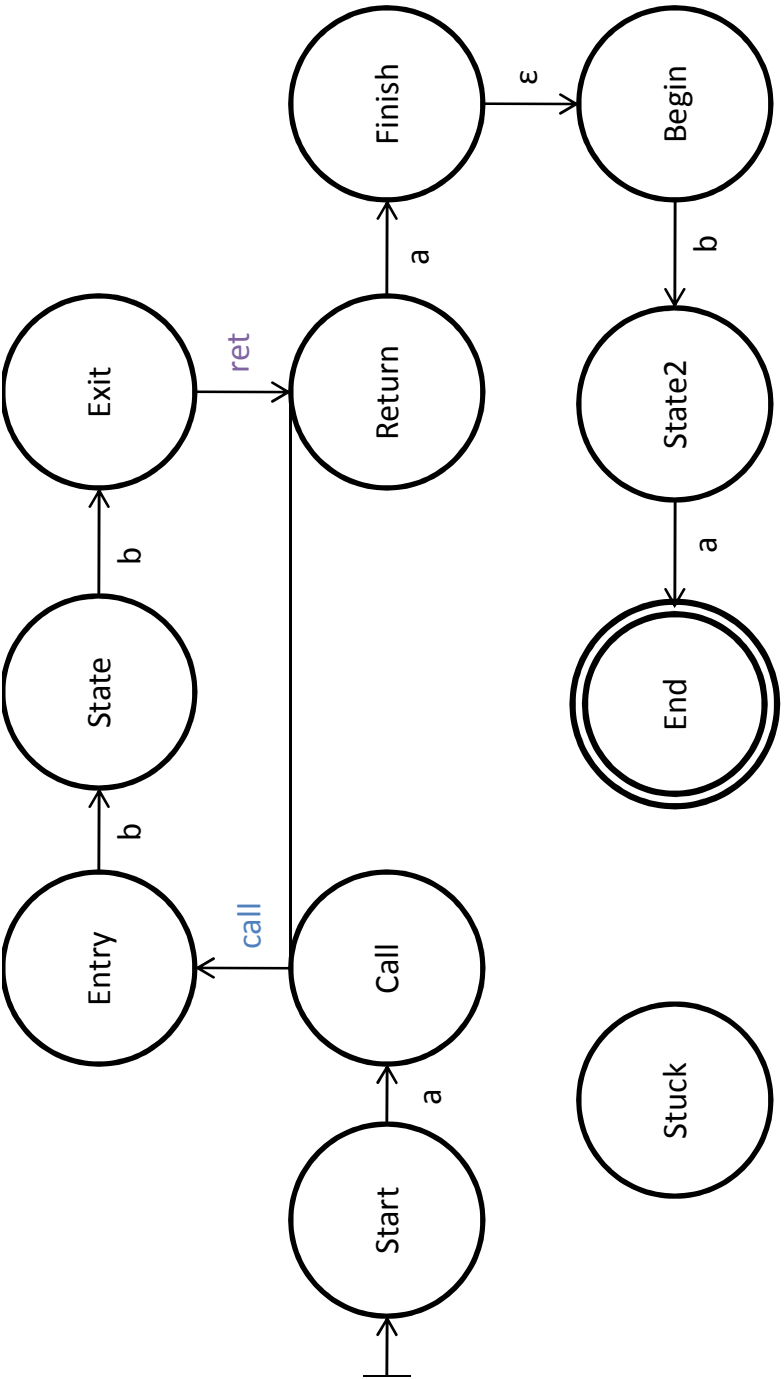 Entry
State
Exit
b
b
call
ret
Start
Call
Return
Finish
a
a
ε
Stuck
End
State2
Begin
a
b